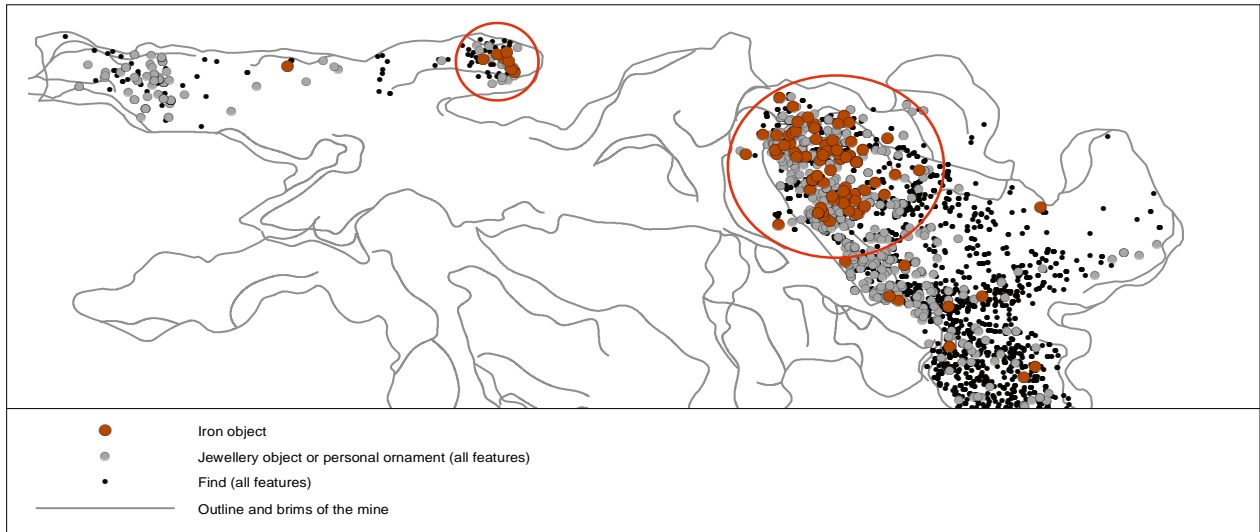 Iron object
Jewellery object or personal ornament (all features)
Find (all features)
Outline and brims of the mine